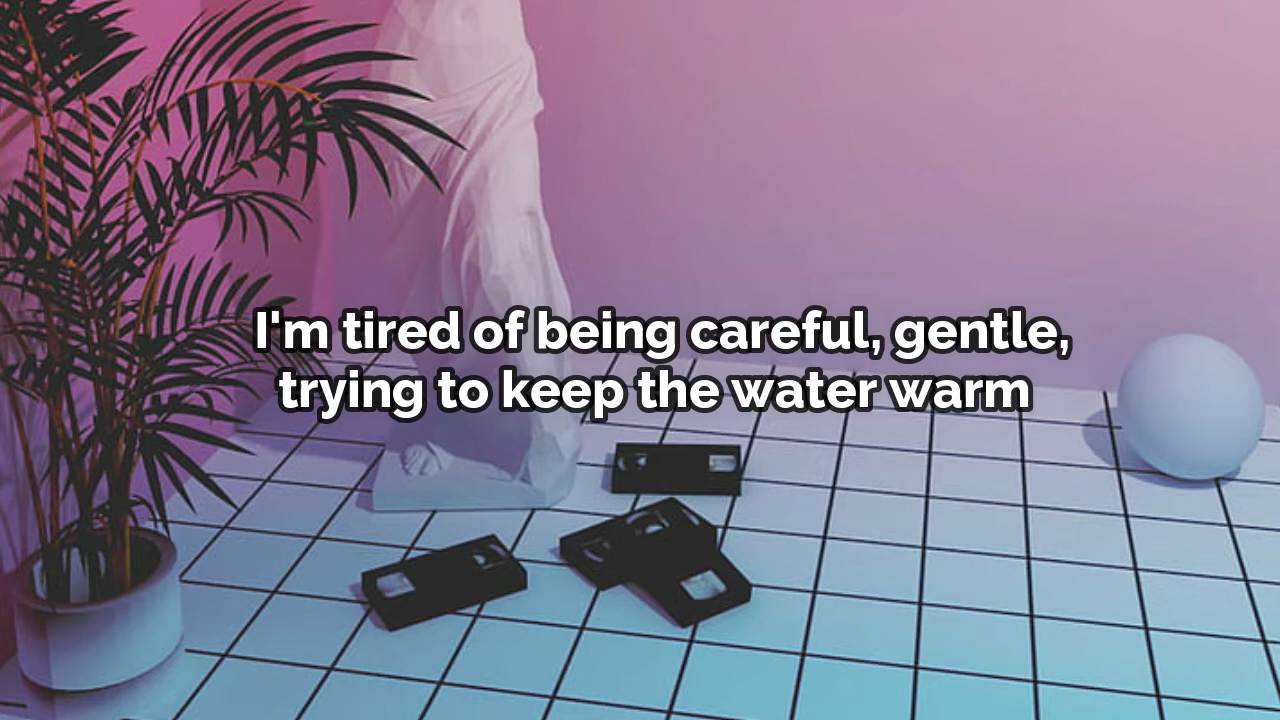 I'm tired of being careful, gentle,
trying to keep the water warm